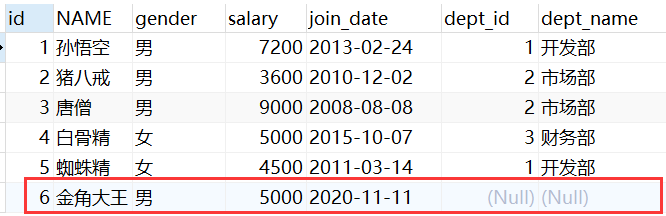 id NAME gender salary join_date dept_id dept_name
1 孙悟空 男 7200 2013-02-24 1 开发部
2 猪八戒 男 3600 2010-12-02 2 市场部
3 唐僧 男 9000 2008-08-08 2 市场部
4 白骨精 女 5000 2015-10-07 3 财务部
5 蜘蛛精 女 4500 2011-03-14 1 开发部
6 金角大王 男 5000 2020-11-11 (Null) (Null)